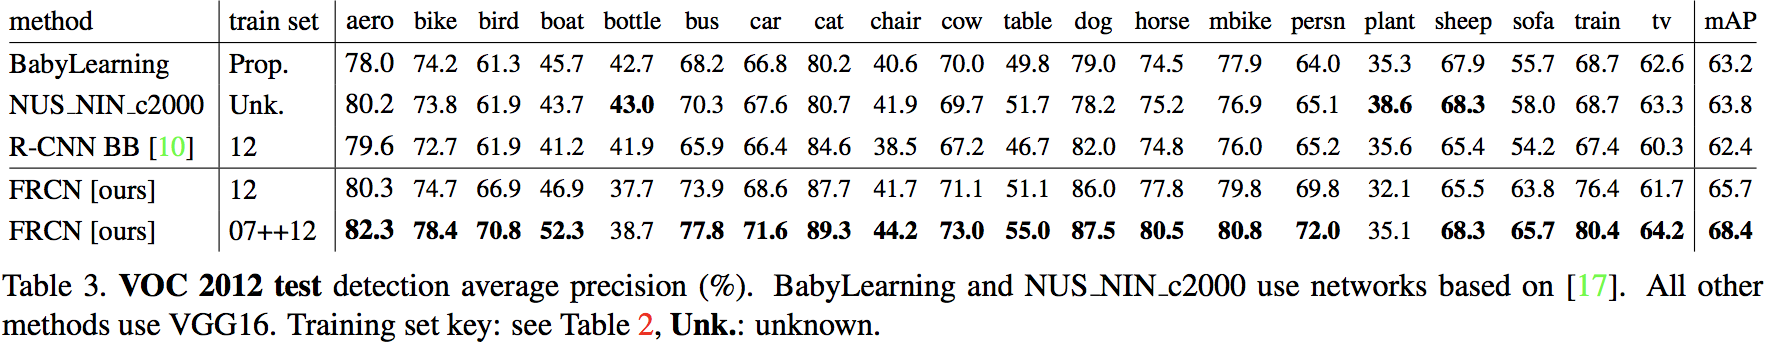 method train set aero bike bird boat bottle bus car cat chair cow table dog horse mbike persn plant sheep sofa train tv mAP
BabyLearning Prop. 78.0 74.2 61.3 45.7 42.7 68.2 66.8 80.2 40.6 70.0 49.8 79.0 74.5 77.9 64.0 35.3 67.9 55.7 68.7 62.6 63.2
NUS_NIN_c2000 Unk. 80.2 73.8 61.9 43.7 43.0 70.3 67.6 80.7 41.9 69.7 51.7 78.2 75.2 76.9 65.1 38.6 68.3 58.0 68.7 63.3 63.8
R-CNN BB [10] 12 79.6 72.7 61.9 41.2 41.9 65.9 66.4 84.6 38.5 67.2 46.7 82.0 74.8 76.0 65.2 35.6 65.4 54.2 67.4 60.3 62.4
FRCN [ours] 12 80.3 74.7 66.9 46.9 37.7 73.9 68.6 87.7 41.7 71.1 51.1 86.0 77.8 79.8 69.8 32.1 65.5 63.8 76.4 61.7 65.7
FRCN [ours] 07++12 82.3 78.4 70.8 52.3 38.7 77.8 71.6 89.3 44.2 73.0 55.0 87.5 80.5 80.8 72.0 35.1 68.3 65.7 80.4 64.2 68.4
Table 3. VOC 2012 test detection average precision (%). BabyLearning and NUS_NIN_c2000 use networks based on [17]. All other
methods use VGG16. Training set key: see Table 2, Unk.: unknown.